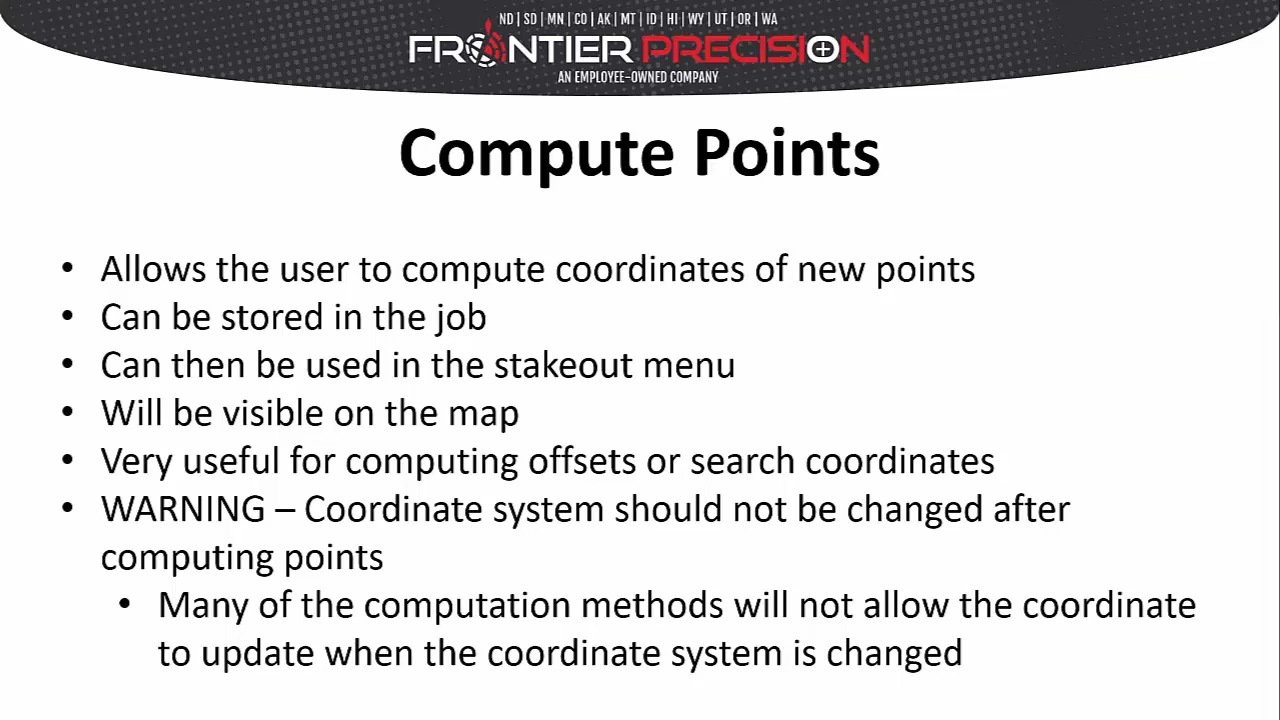 ND | SD | MN | CO | AK | MT | ID | HI | WY | UT | OR | WA
FRONTIER PRECISION
AN EMPLOYEE-OWNED COMPANY
Compute Points
• Allows the user to compute coordinates of new points
• Can be stored in the job
• Can then be used in the stakeout menu
• Will be visible on the map
• Very useful for computing offsets or search coordinates
• WARNING – Coordinate system should not be changed after
computing points
• Many of the computation methods will not allow the coordinate
to update when the coordinate system is changed